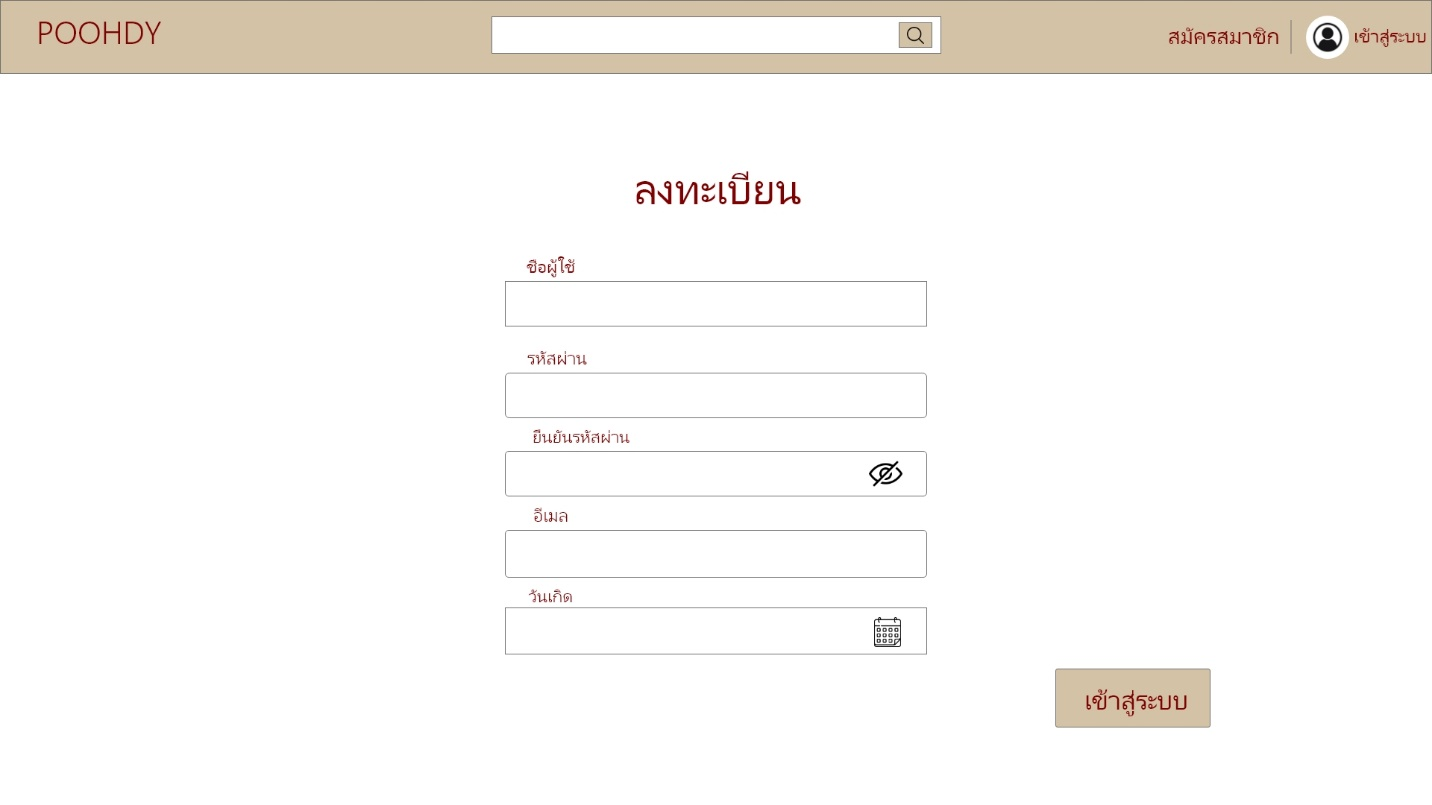 POOHDY
สมัครสมาชิก
เข้าสู่ระบบ
ลงทะเบียน
ชือผู้ใช้
รหัสผ่าน
ยืนยันรหัสผ่าน
อีเมล
วันเกิด
เข้าสู่ระบบ